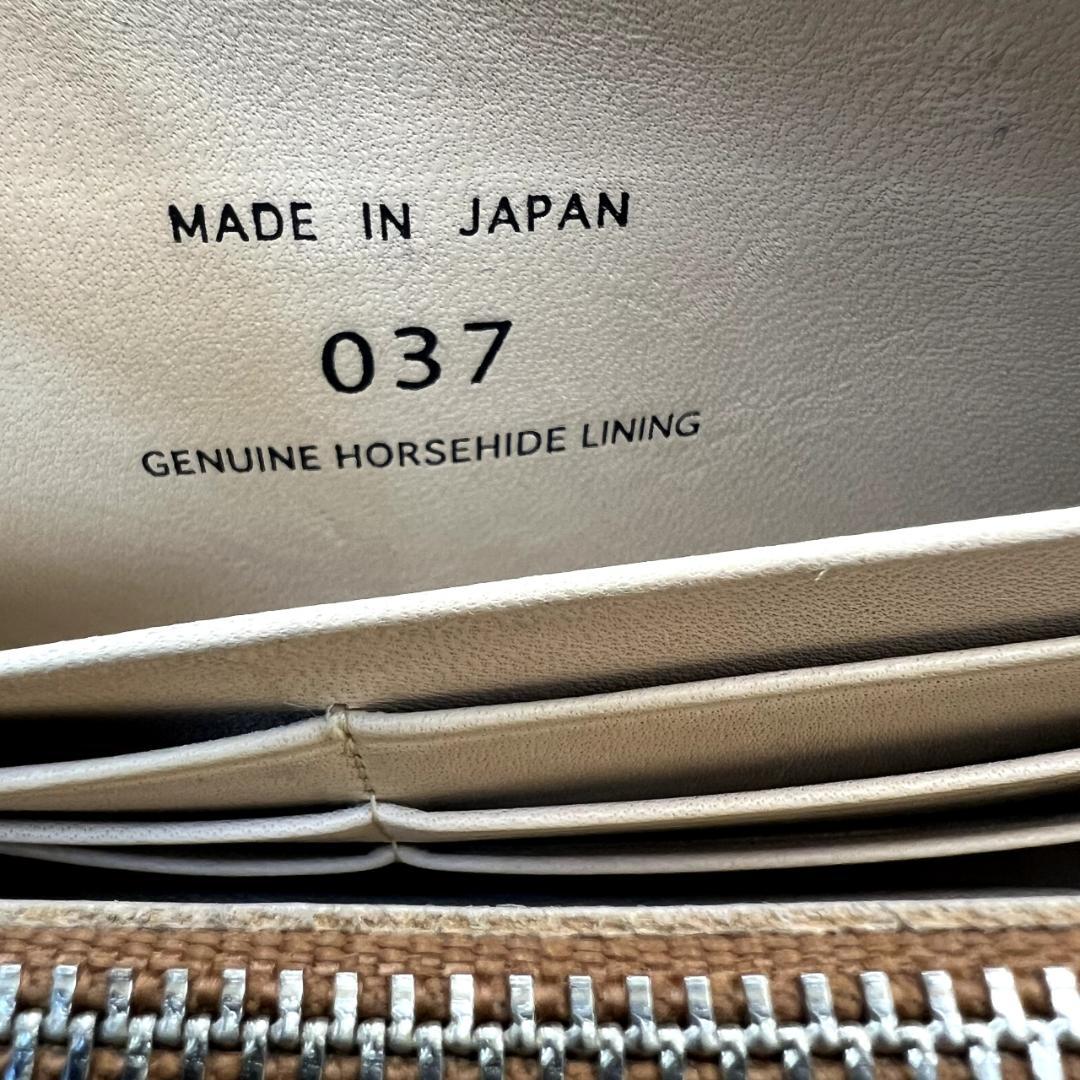 MADE IN JAPAN
037
GENUINE HORSEHIDE LINING